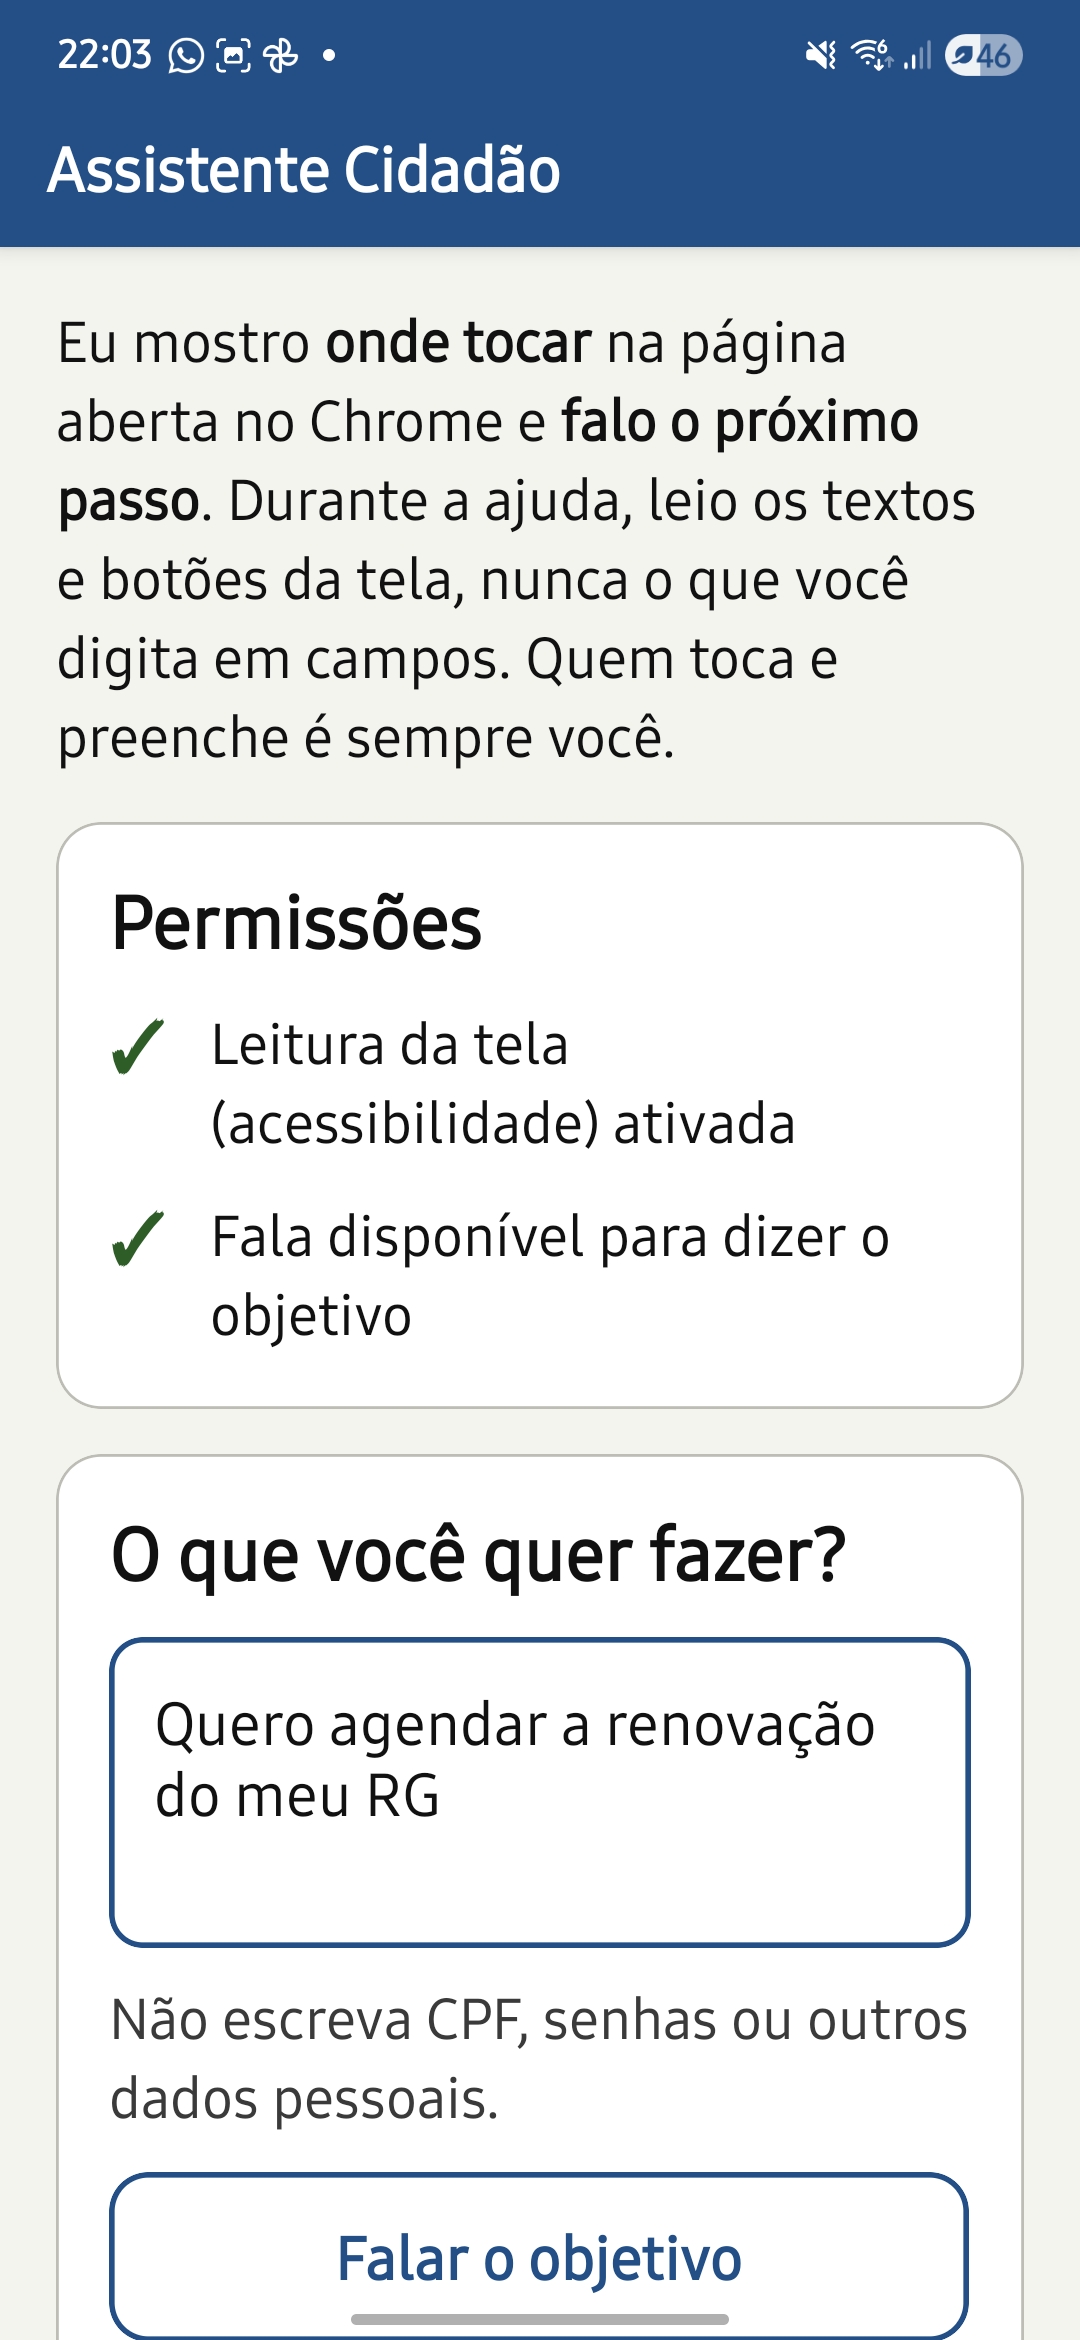 22:03
46
Assistente Cidadão
Eu mostro onde tocar na página
aberta no Chrome e falo o próximo
passo. Durante a ajuda, leio os textos
e botões da tela, nunca o que você
digita em campos. Quem toca e
preenche é sempre você.
Permissões
Leitura da tela
(acessibilidade) ativada
Fala disponível para dizer o
objetivo
O que você quer fazer?
Quero agendar a renovação
do meu RG
Não escreva CPF, senhas ou outros
dados pessoais.
Falar o objetivo